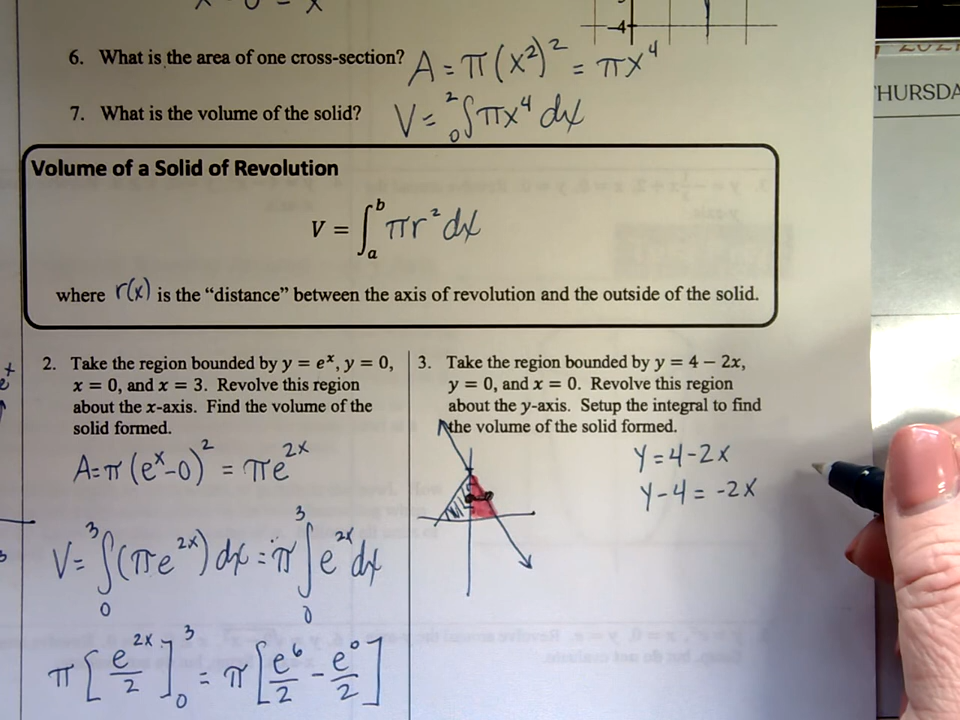 -4
6. What is the area of one cross-section? A = π(x²)² = πx⁴
HURSDA
7. What is the volume of the solid? V = ₀²∫πx⁴ dx
Volume of a Solid of Revolution
V = ∫ₐᵇ πr² dx
where r(x) is the “distance” between the axis of revolution and the outside of the solid.
2. Take the region bounded by y = eˣ, y = 0,
x = 0, and x = 3. Revolve this region
about the x-axis. Find the volume of the
solid formed.
A = π(eˣ-0)² = πe²ˣ
V = ₀³∫(πe²ˣ) dx = π ₀³∫e²ˣ dx
π[e²ˣ/2]₀³ = π[e⁶/2 - e⁰/2]
3. Take the region bounded by y = 4 − 2x,
y = 0, and x = 0. Revolve this region
about the y-axis. Setup the integral to find
the volume of the solid formed.
y = 4-2x
y-4 = -2x